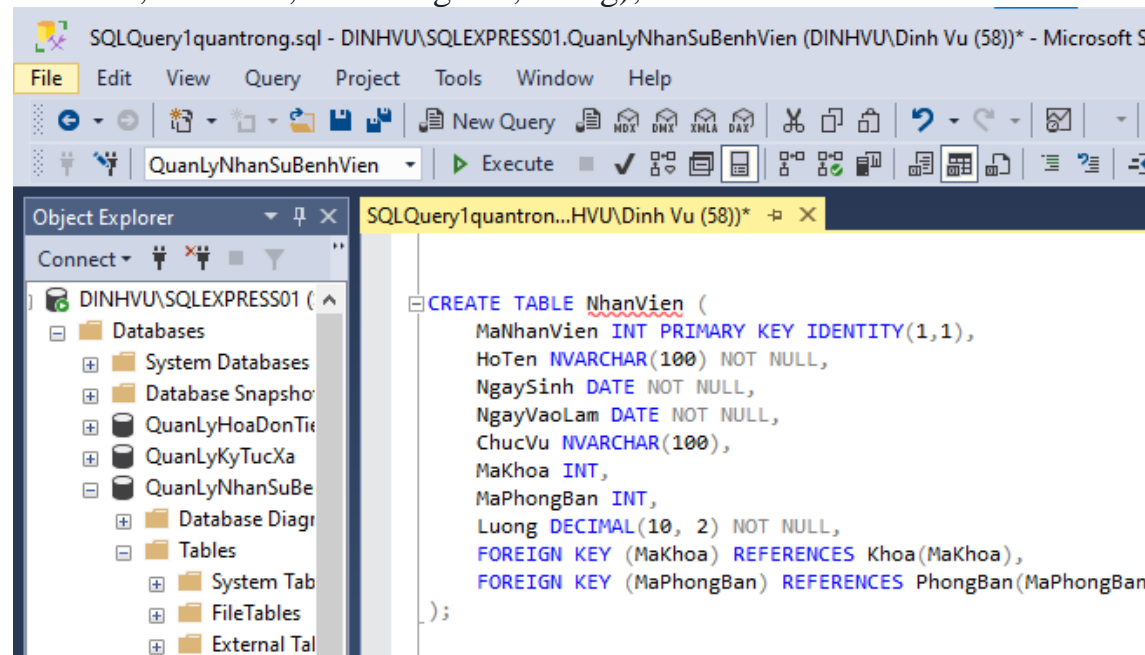 SQLQuery1quantrong.sql - DINHVU\SQLEXPRESS01.QuanLyNhanSuBenhVien (DINHVU\Dinh Vu (58))* - Microsoft S
File Edit View Query Project Tools Window Help
New Query MDX DMX XMLA DAX
QuanLyNhanSuBenhVien Execute
Object Explorer
SQLQuery1quantron...HVU\Dinh Vu (58))*
Connect
DINHVU\SQLEXPRESS01 (
Databases
System Databases
Database Snapsho
QuanLyHoaDonTie
QuanLyKyTucXa
QuanLyNhanSuBe
Database Diagr
Tables
System Tab
FileTables
External Tal
CREATE TABLE NhanVien (
MaNhanVien INT PRIMARY KEY IDENTITY(1,1),
HoTen NVARCHAR(100) NOT NULL,
NgaySinh DATE NOT NULL,
NgayVaoLam DATE NOT NULL,
ChucVu NVARCHAR(100),
MaKhoa INT,
MaPhongBan INT,
Luong DECIMAL(10, 2) NOT NULL,
FOREIGN KEY (MaKhoa) REFERENCES Khoa(MaKhoa),
FOREIGN KEY (MaPhongBan) REFERENCES PhongBan(MaPhongBan
);